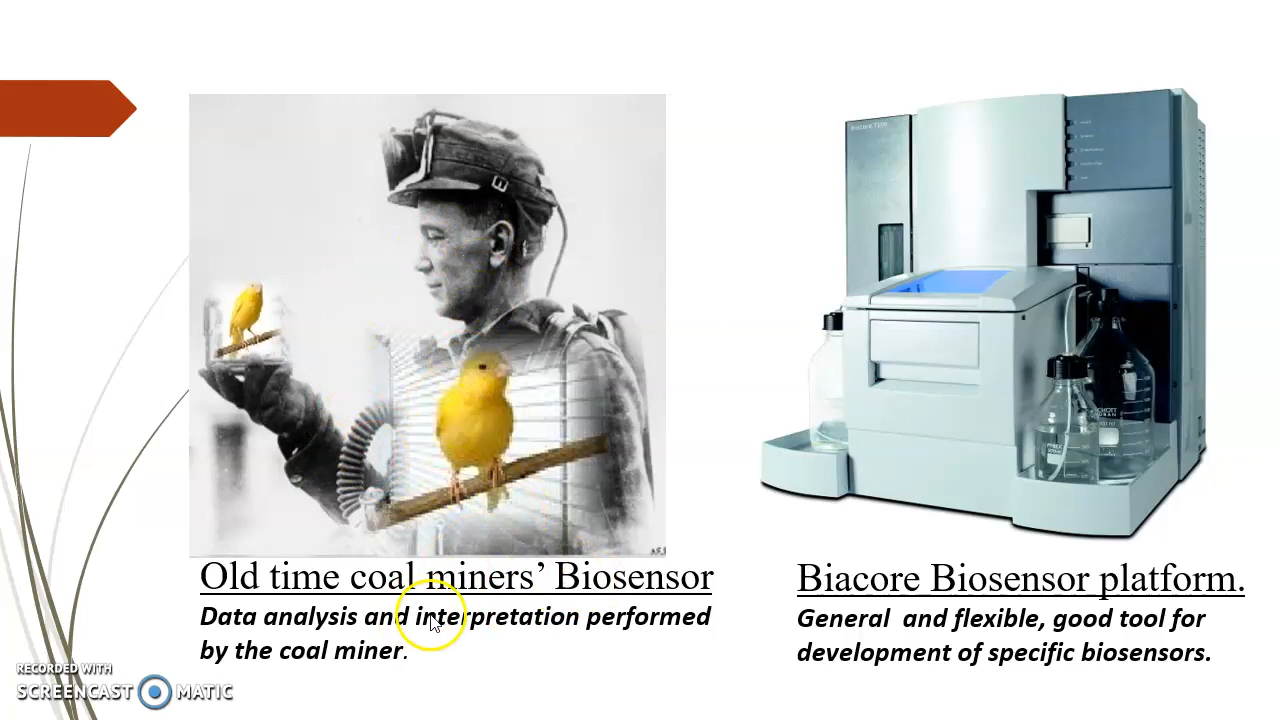 Old time coal miners’ Biosensor
Data analysis and interpretation performed
by the coal miner.
Biacore Biosensor platform.
General and flexible, good tool for
development of specific biosensors.
RECORDED WITH
SCREENCAST MATIC